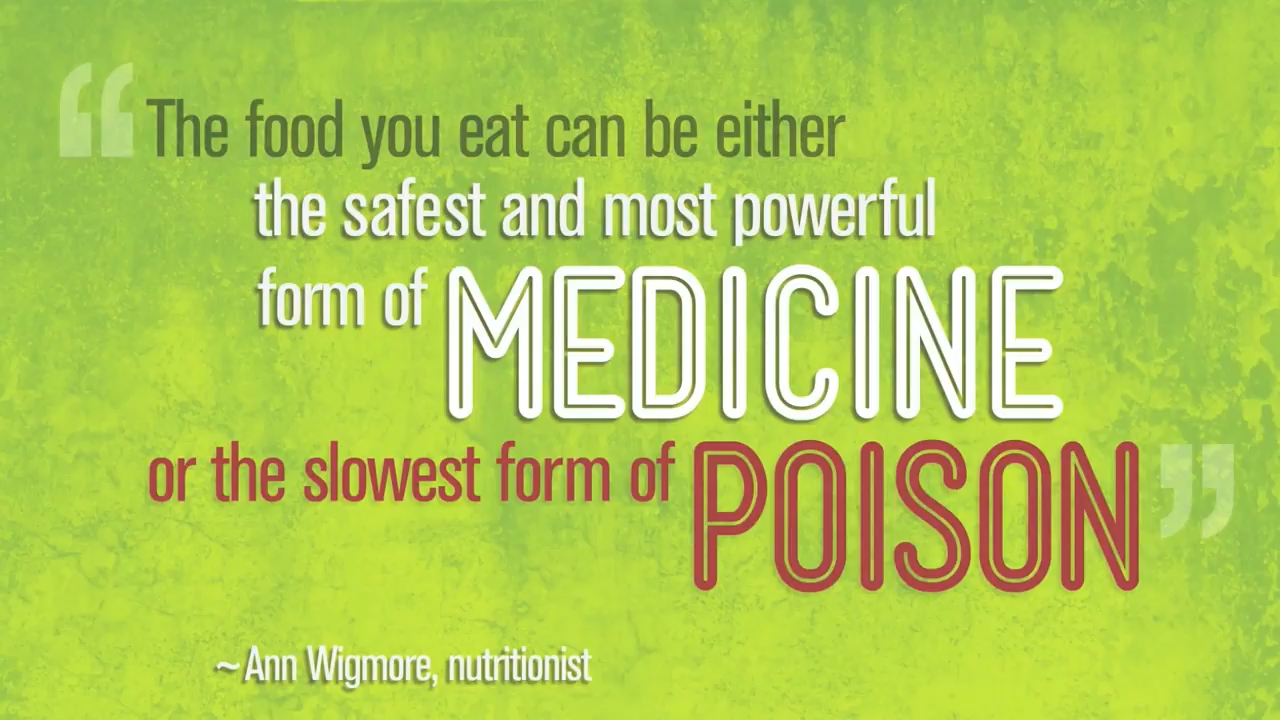 “The food you eat can be either
the safest and most powerful
form of MEDICINE
or the slowest form of POISON”
~Ann Wigmore, nutritionist